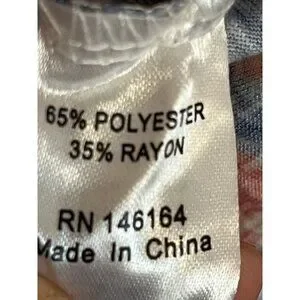 65% POLYESTER
35% RAYON
RN 146164
Made In China